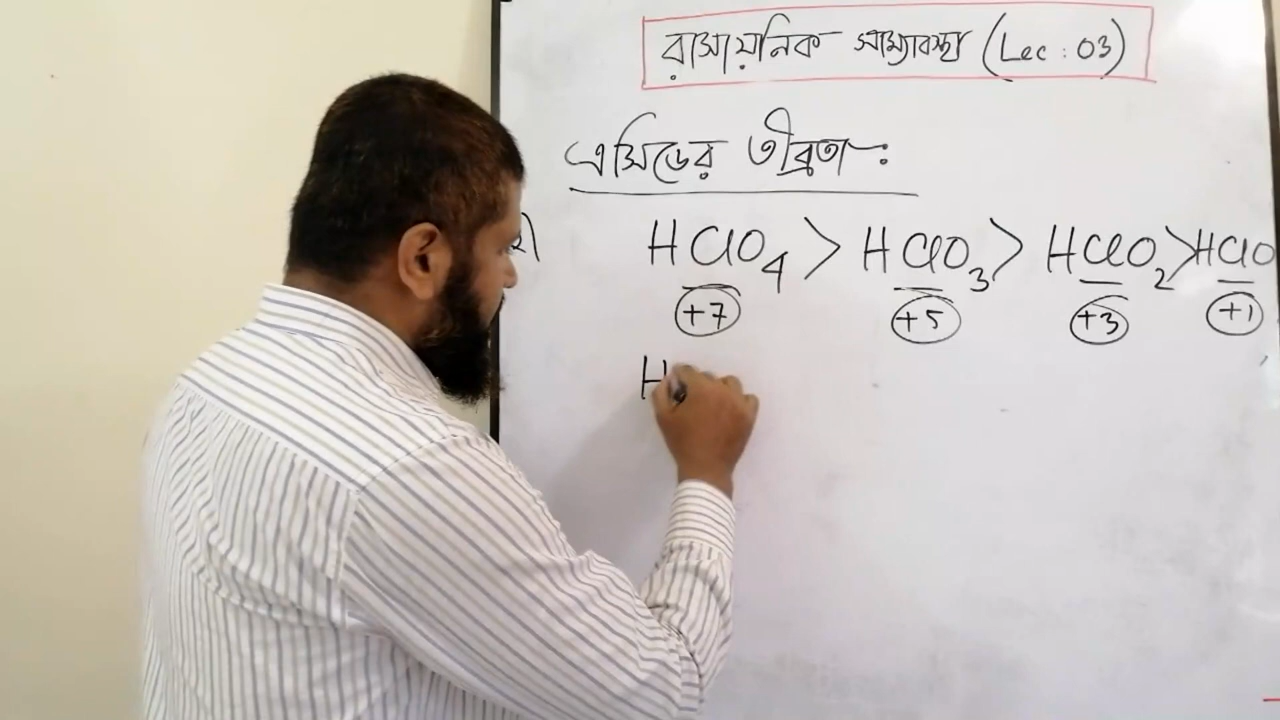 রাসায়নিক সাম্যাবস্থা (Lec : 03)
এসিডের তীব্রতা :
HClO₄ > HClO₃ > HClO₂ > HClO
+7 +5 +3 +1
H